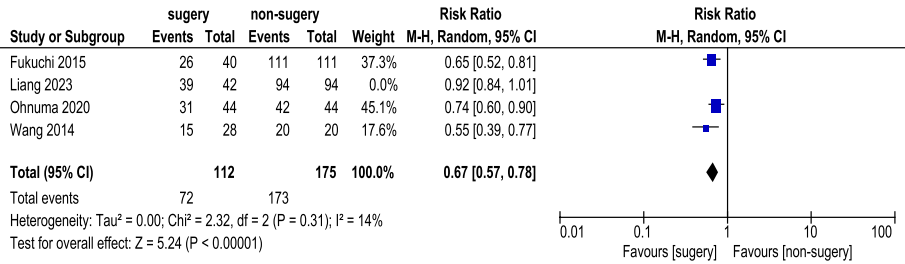 sugery non-sugery Risk Ratio Risk Ratio
Study or Subgroup Events Total Events Total Weight M-H, Random, 95% CI M-H, Random, 95% CI
Fukuchi 2015 26 40 111 111 37.3% 0.65 [0.52, 0.81]
Liang 2023 39 42 94 94 0.0% 0.92 [0.84, 1.01]
Ohnuma 2020 31 44 42 44 45.1% 0.74 [0.60, 0.90]
Wang 2014 15 28 20 20 17.6% 0.55 [0.39, 0.77]
Total (95% CI) 112 175 100.0% 0.67 [0.57, 0.78]
Total events 72 173
Heterogeneity: Tau² = 0.00; Chi² = 2.32, df = 2 (P = 0.31); I² = 14%
Test for overall effect: Z = 5.24 (P < 0.00001)
0.01 0.1 1 10 100
Favours [sugery] Favours [non-sugery]